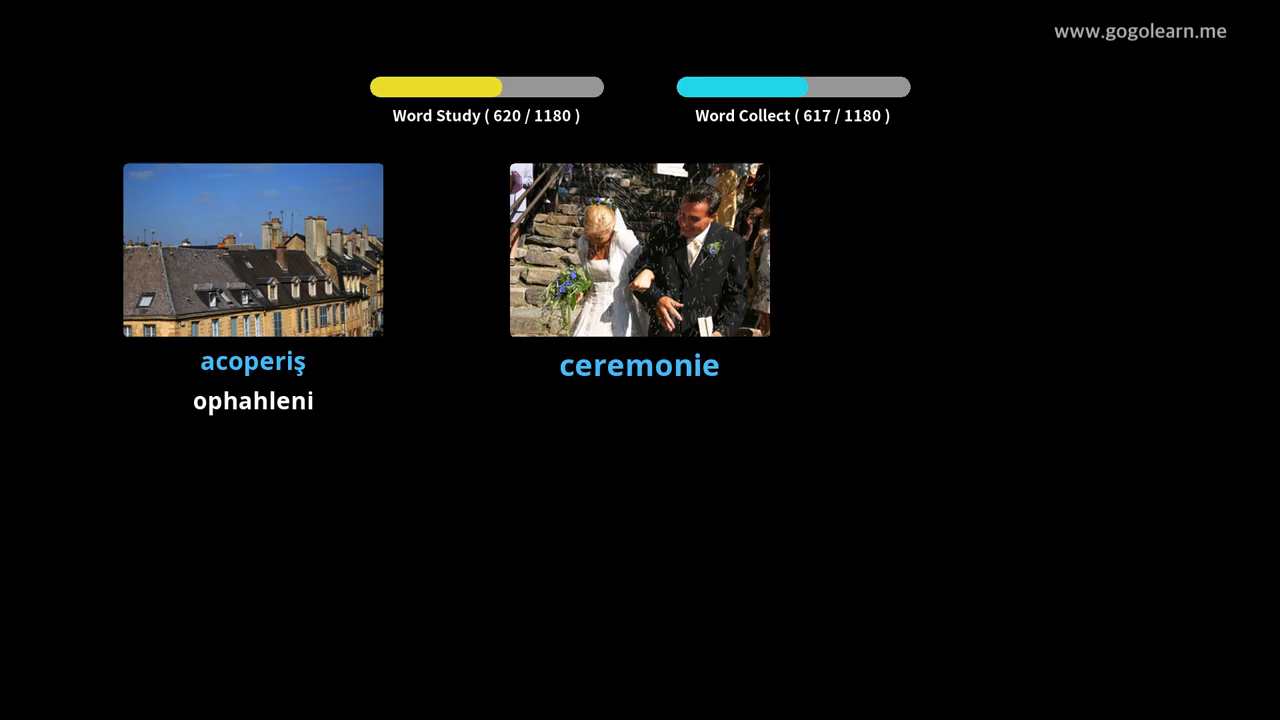 www.gogolearn.me
Word Study ( 620 / 1180 )
Word Collect ( 617 / 1180 )
acoperiş
ophahleni
ceremonie